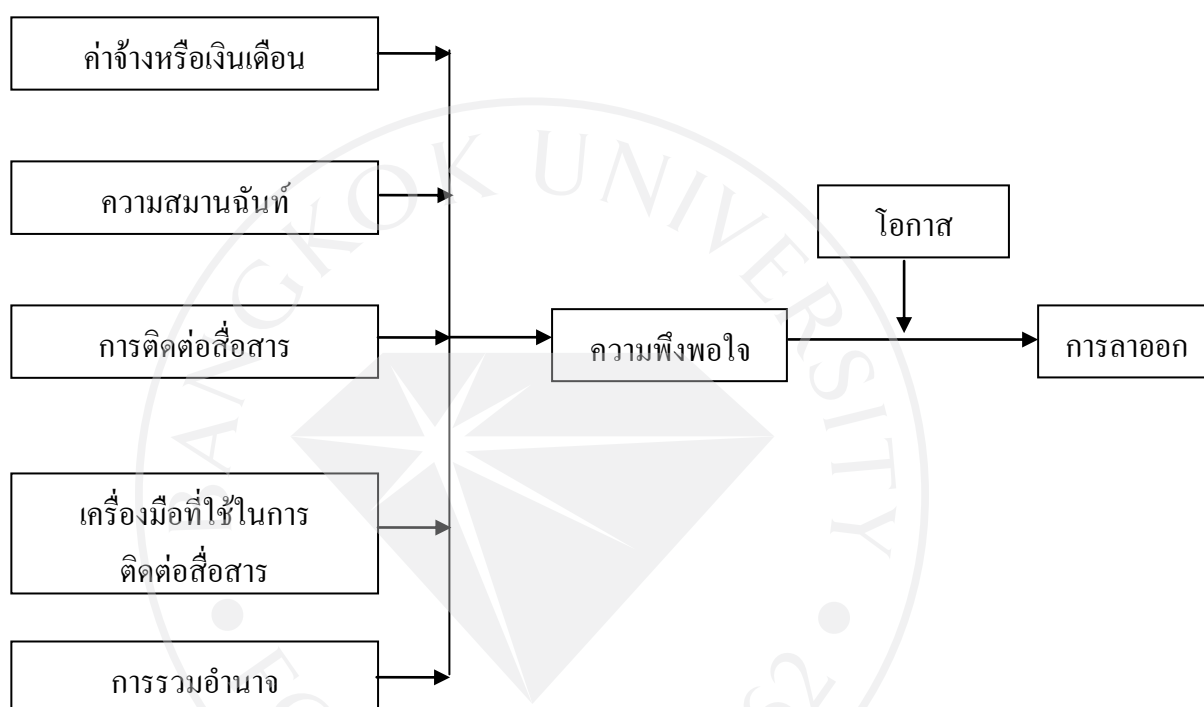 ค่าจ้างหรือเงินเดือน
ความสมานฉันท์
โอกาส
การติดต่อสื่อสาร
ความพึงพอใจ
การลาออก
เครื่องมือที่ใช้ในการ
ติดต่อสื่อสาร
การรวมอำนาจ
BANGKOK UNIVERSITY